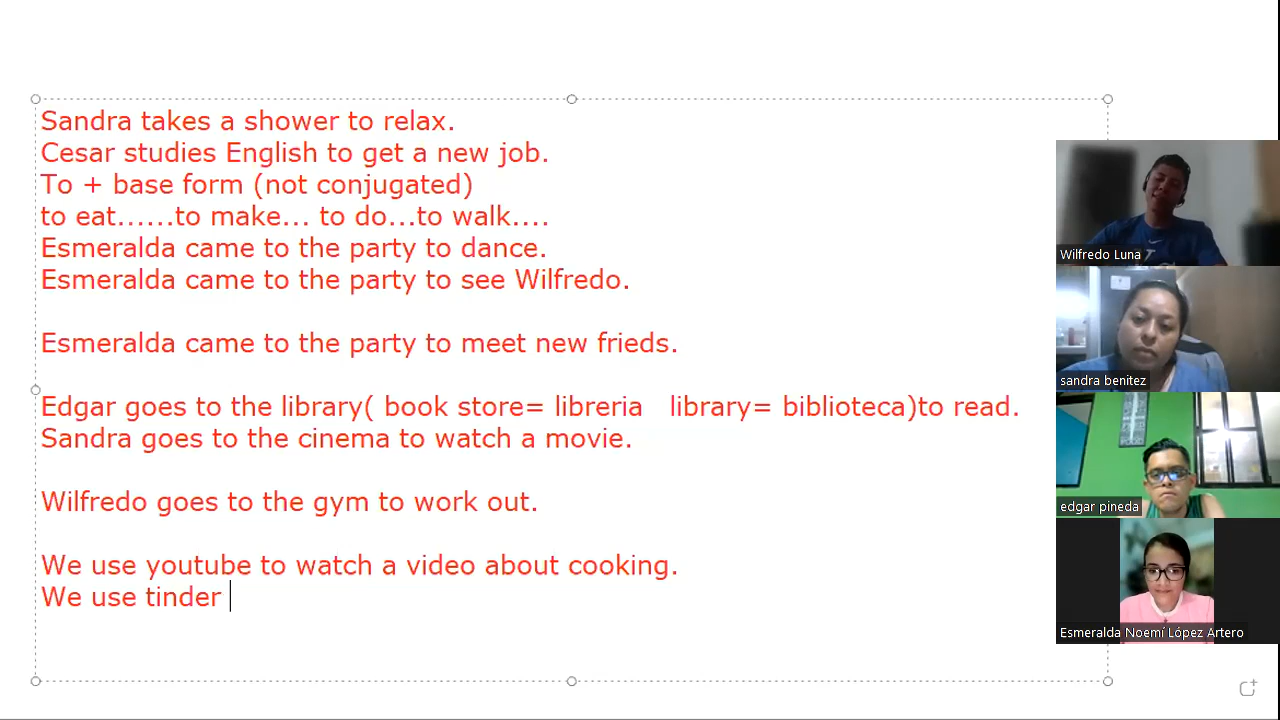 Sandra takes a shower to relax.
Cesar studies English to get a new job.
To + base form (not conjugated)
to eat......to make... to do...to walk....
Esmeralda came to the party to dance.
Esmeralda came to the party to see Wilfredo.
Esmeralda came to the party to meet new frieds.
Edgar goes to the library( book store= libreria   library= biblioteca)to read.
Sandra goes to the cinema to watch a movie.
Wilfredo goes to the gym to work out.
We use youtube to watch a video about cooking.
We use tinder
Wilfredo Luna
sandra benitez
edgar pineda
Esmeralda Noemí López Artero